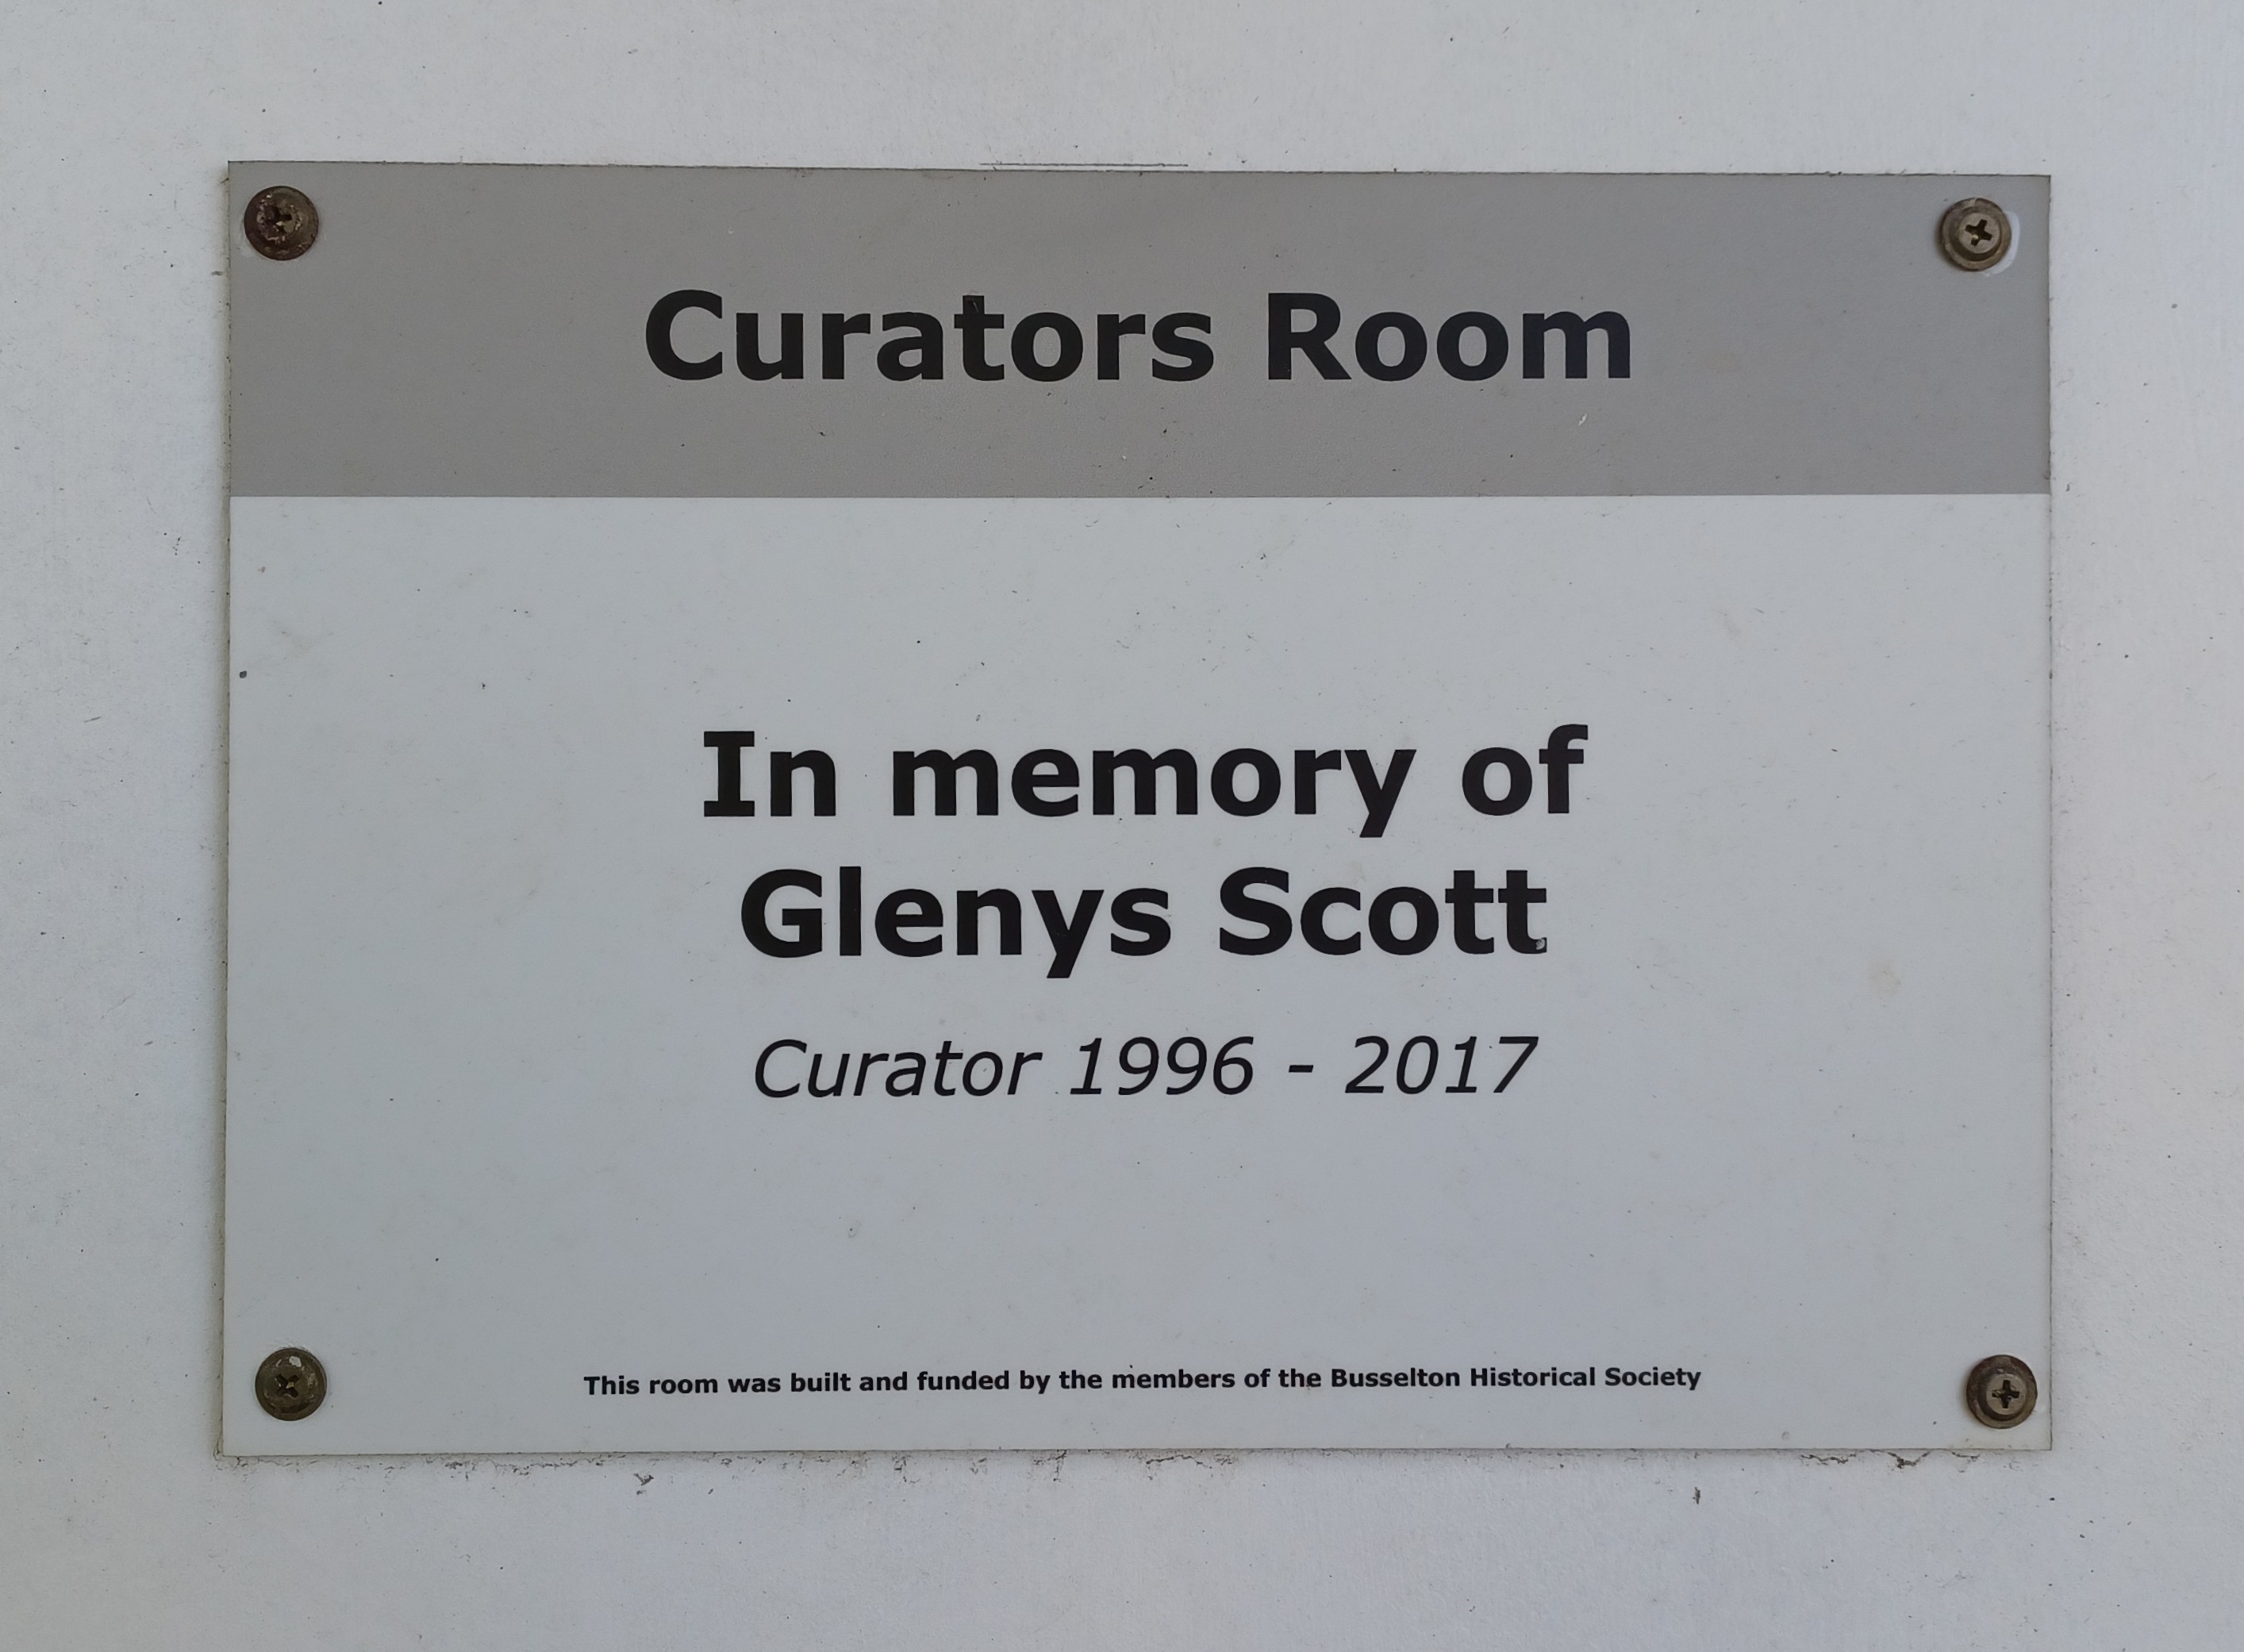 Curators Room
In memory of
Glenys Scott
Curator 1996 - 2017
This room was built and funded by the members of the Busselton Historical Society